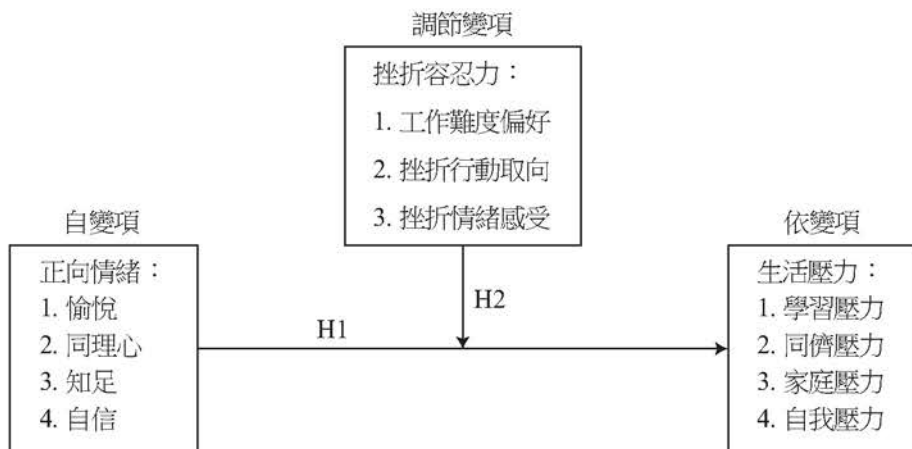 調節變項
挫折容忍力：
1. 工作難度偏好
2. 挫折行動取向
3. 挫折情緒感受
自變項
正向情緒：
1. 愉悅
2. 同理心
3. 知足
4. 自信
H1
H2
依變項
生活壓力：
1. 學習壓力
2. 同儕壓力
3. 家庭壓力
4. 自我壓力